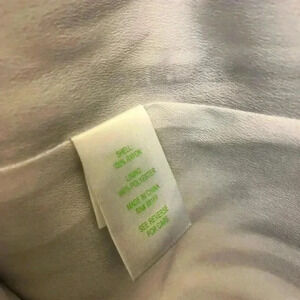 SHELL
100% RAYON
LINING
100% POLYESTER
MADE IN CHINA
SEE REVERSE
FOR CARE